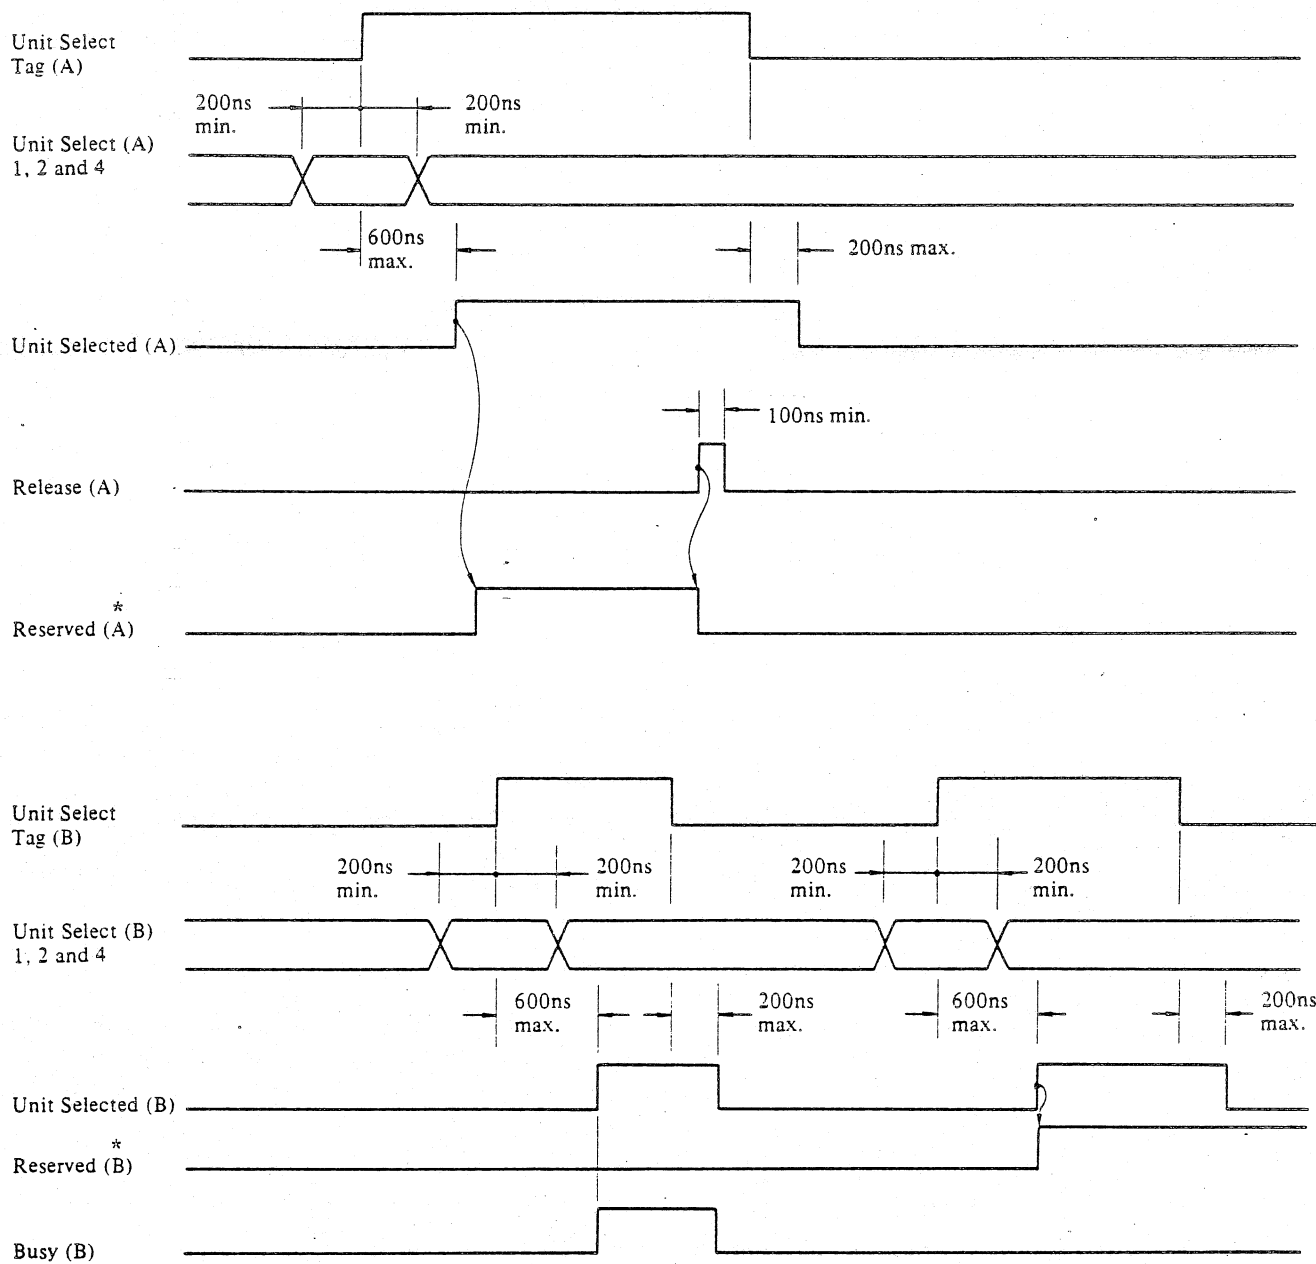 Unit Select
Tag (A)
200ns
min.
200ns
min.
Unit Select (A)
1, 2 and 4
600ns
max.
200ns max.
Unit Selected (A)
100ns min.
Release (A)
*
Reserved (A)
Unit Select
Tag (B)
200ns
min.
200ns
min.
200ns
min.
200ns
min.
Unit Select (B)
1, 2 and 4
600ns
max.
200ns
max.
600ns
max.
200ns
max.
Unit Selected (B)
*
Reserved (B)
Busy (B)